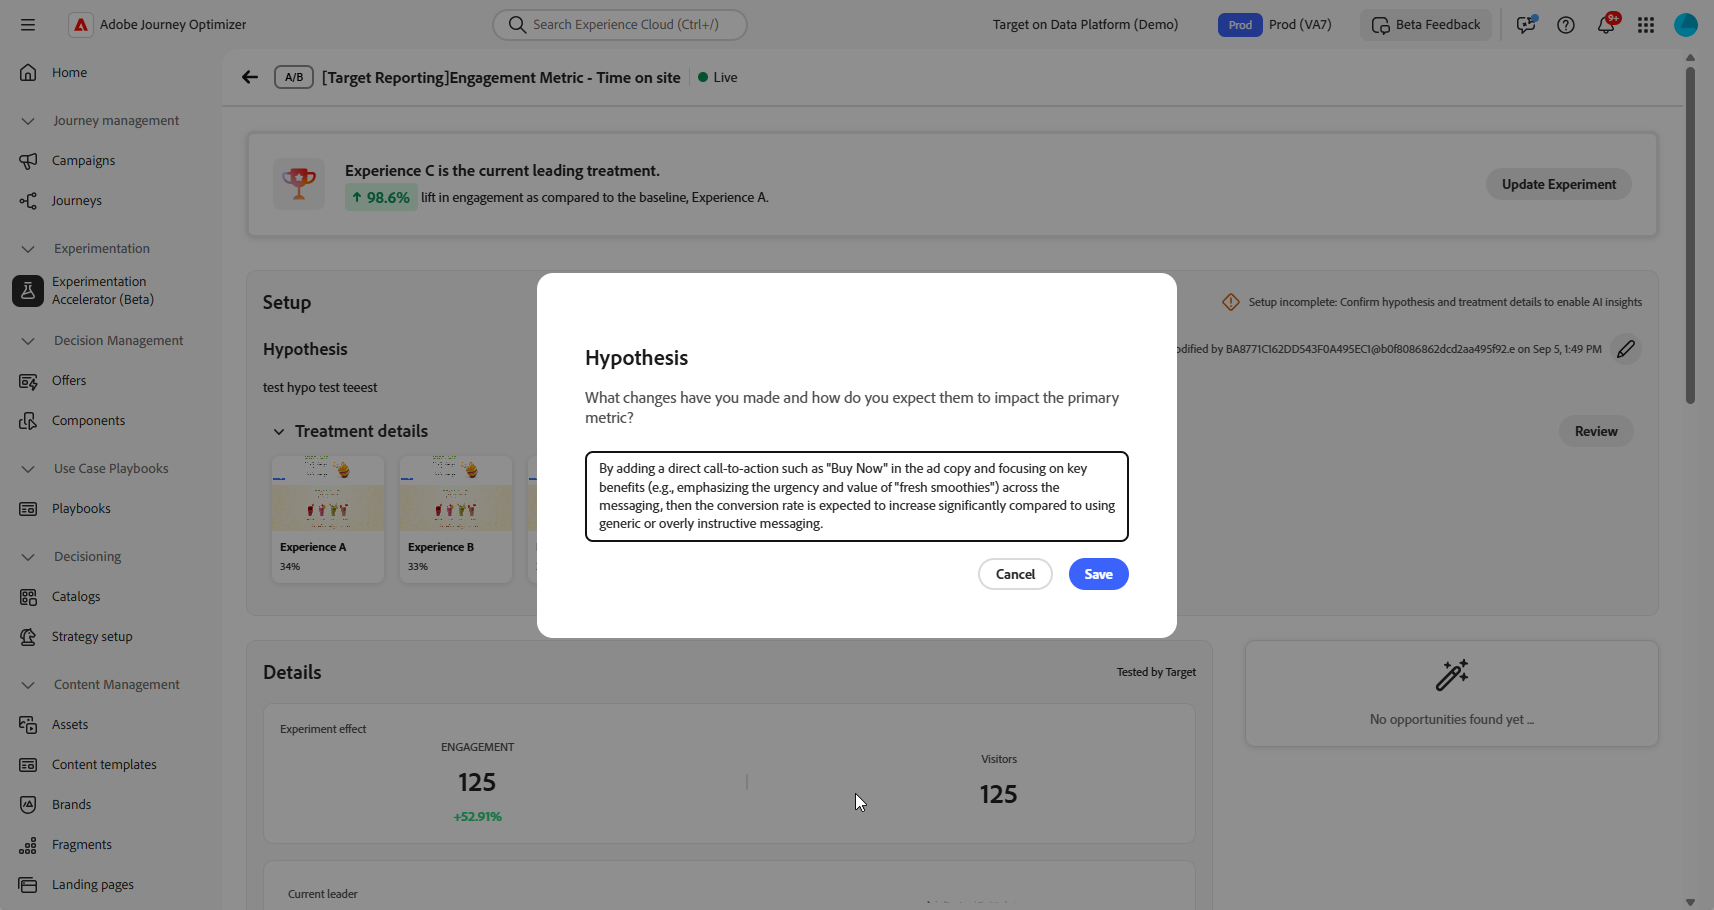 Adobe Journey Optimizer
Search Experience Cloud (Ctrl+/)
Target on Data Platform (Demo)
Prod
Prod (VA7)
Beta Feedback
9+
Home
Journey management
Campaigns
Journeys
Experimentation
Experimentation
Accelerator (Beta)
Decision Management
Offers
Components
Use Case Playbooks
Playbooks
Decisioning
Catalogs
Strategy setup
Content Management
Assets
Content templates
Brands
Fragments
Landing pages
A/B
[Target Reporting]Engagement Metric - Time on site
Live
Experience C is the current leading treatment.
98.6%
lift in engagement as compared to the baseline, Experience A.
Update Experiment
Setup
Setup incomplete: Confirm hypothesis and treatment details to enable AI insights
Hypothesis
by BA8771C162DD543F0A495EC1@b0f8086862dcd2aa495f92.e on Sep 5, 1:49 PM
test hypo test teeest
Treatment details
Review
Experience A
34%
Experience B
33%
Hypothesis
What changes have you made and how do you expect them to impact the primary
metric?
By adding a direct call-to-action such as "Buy Now" in the ad copy and focusing on key
benefits (e.g., emphasizing the urgency and value of "fresh smoothies") across the
messaging, then the conversion rate is expected to increase significantly compared to using
generic or overly instructive messaging.
Cancel
Save
Details
Tested by Target
Experiment effect
ENGAGEMENT
125
+52.91%
Visitors
125
Current leader
No opportunities found yet ...